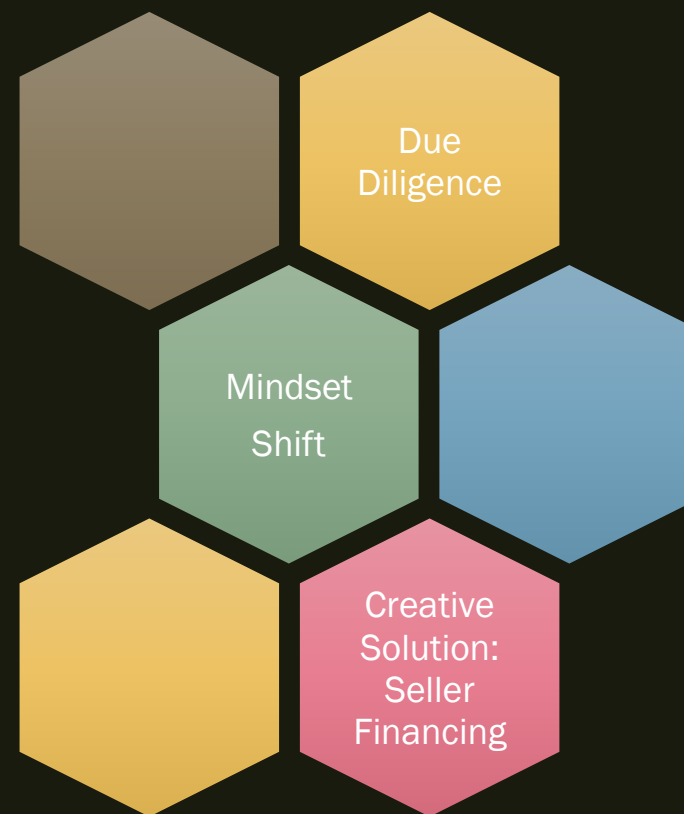 Due
Diligence
Mindset
Shift
Creative
Solution:
Seller
Financing